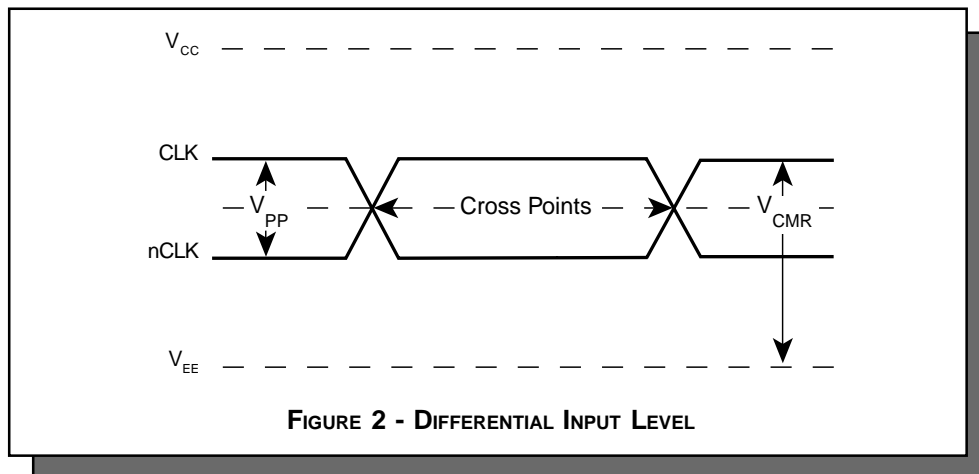 VCC
CLK
VPP
Cross Points
VCMR
nCLK
VEE
FIGURE 2 - DIFFERENTIAL INPUT LEVEL